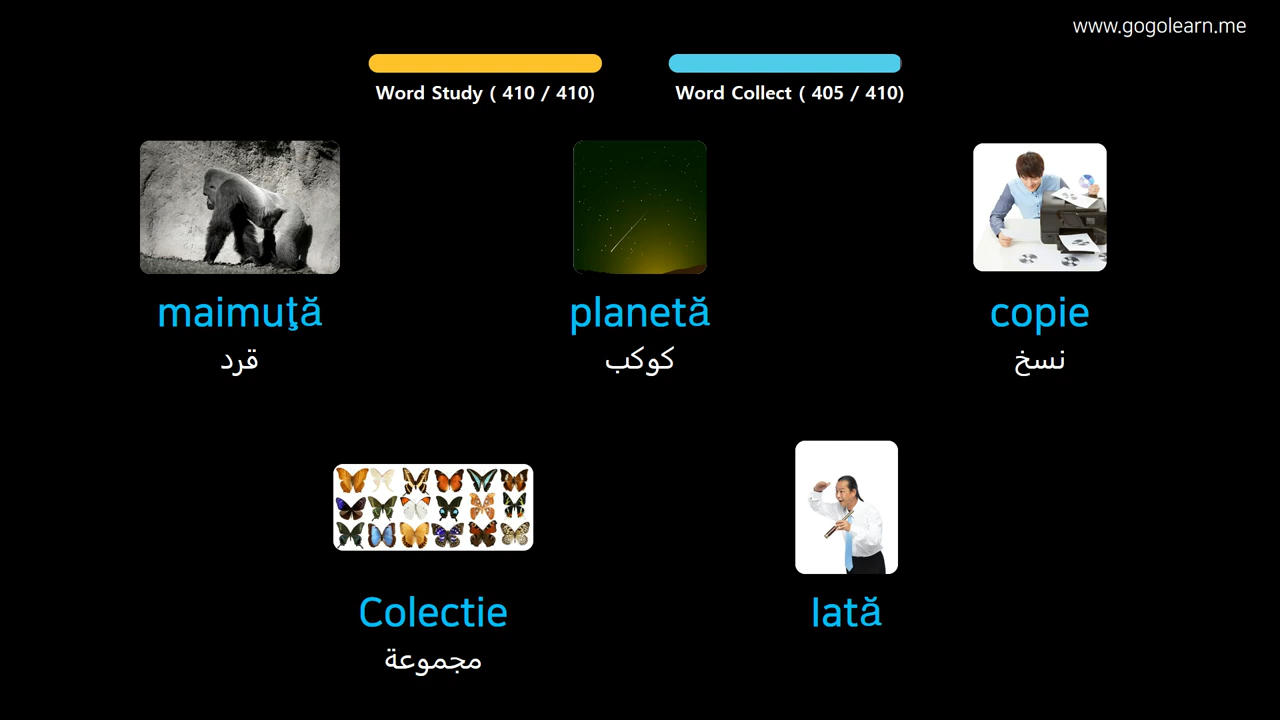 www.gogolearn.me
Word Study ( 410 / 410)
Word Collect ( 405 / 410)
maimuţă
planetă
copie
قرد
كوكب
نسخ
Colectie
Iată
مجموعة